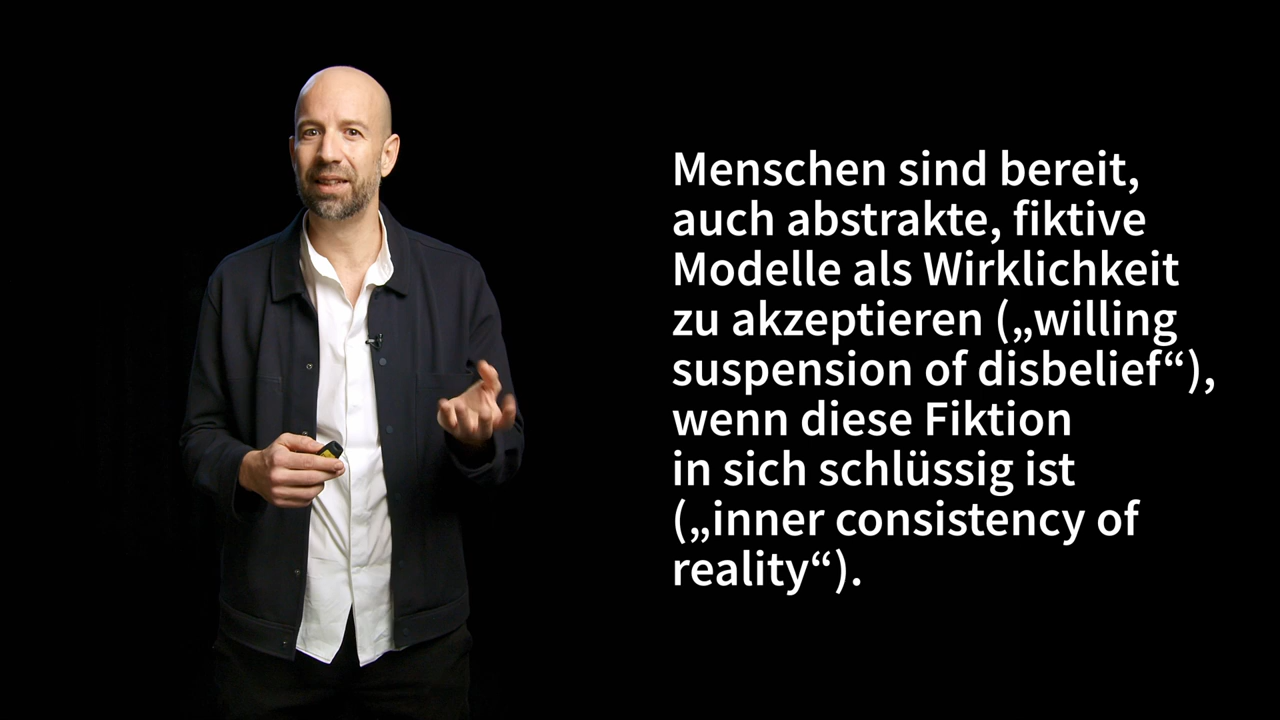 Menschen sind bereit,
auch abstrakte, fiktive
Modelle als Wirklichkeit
zu akzeptieren („willing
suspension of disbelief“),
wenn diese Fiktion
in sich schlüssig ist
(„inner consistency of
reality“).